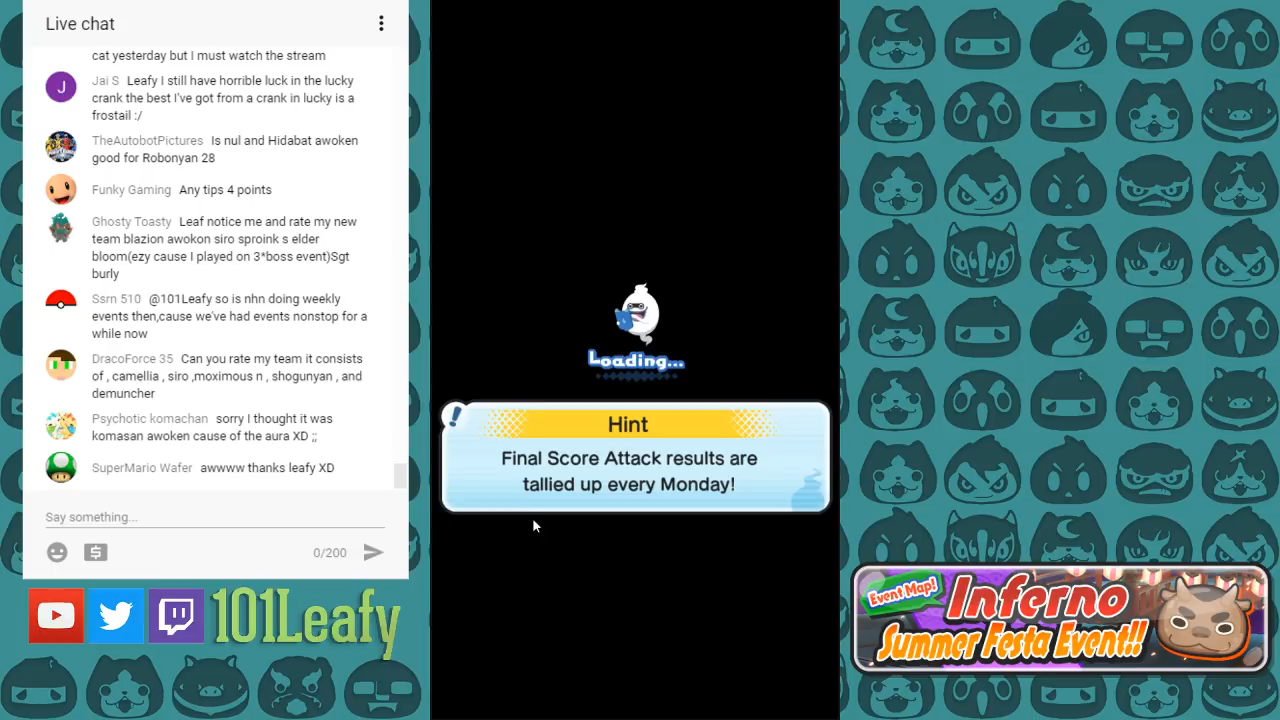 Live chat
cat yesterday but I must watch the stream
J
Jai S Leafy I still have horrible luck in the lucky
crank the best I've got from a crank in lucky is a
frostail :/
TheAutobotPictures Is nul and Hidabat awoken
good for Robonyan 28
Funky Gaming Any tips 4 points
Ghosty Toasty Leaf notice me and rate my new
team blazion awokon siro sproink s elder
bloom(ezy cause I played on 3*boss event)Sgt
burly
Ssrn 510 @101Leafy so is nhn doing weekly
events then,cause we've had events nonstop for a
while now
DracoForce 35 Can you rate my team it consists
of , camellia , siro ,moximous n , shogunyan , and
demuncher
Psychotic komachan sorry I thought it was
komasan awoken cause of the aura XD ;;
SuperMario Wafer awwww thanks leafy XD
Say something...
0/200
101Leafy
Loading...
Hint
Final Score Attack results are
tallied up every Monday!
Event Map!
Inferno
Summer Festa Event!!